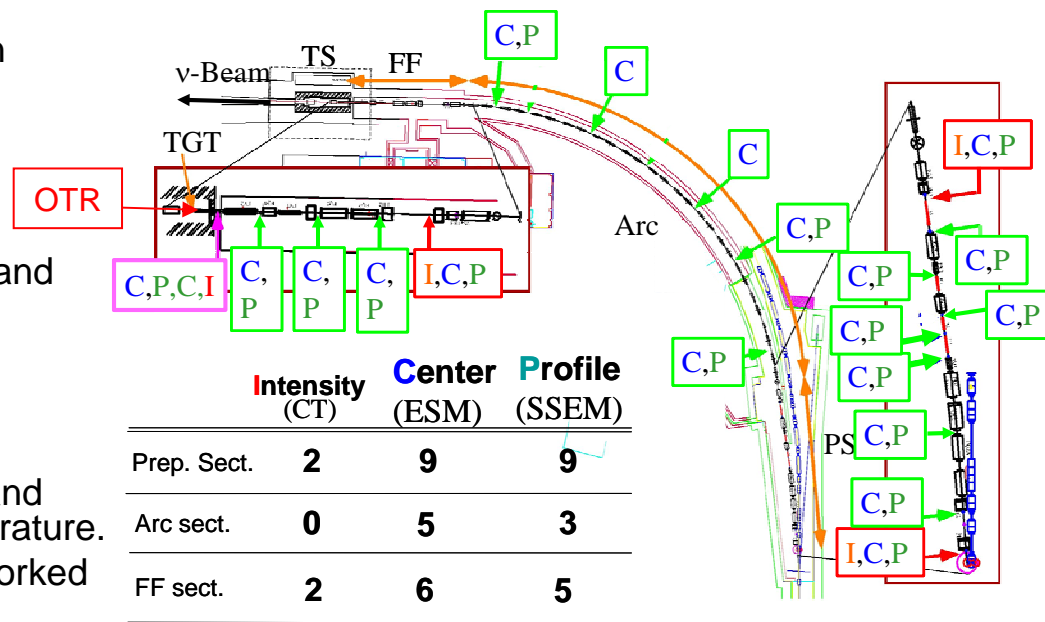 n
TS
FF
ν-Beam
C,P
C
TGT
C
I,C,P
OTR
Arc
C,P
and
C,P,C,I
C,
P
C,
P
C,
P
I,C,P
C,P
C,P
C,P
C,P
C,P
C,P
Intensity
(CT)
Center
(ESM)
Profile
(SSEM)
C,P
PS
Prep. Sect. 2 9 9
nd
C,P
rature.
Arc sect. 0 5 3
orked
I,C,P
FF sect. 2 6 5